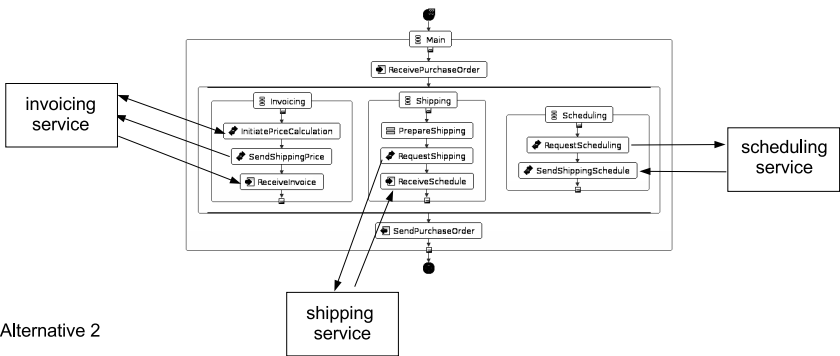 Main
ReceivePurchaseOrder
Invoicing
InitiatePriceCalculation
SendShippingPrice
ReceiveInvoice
Shipping
PrepareShipping
RequestShipping
ReceiveSchedule
Scheduling
RequestScheduling
SendShippingSchedule
SendPurchaseOrder
invoicing
service
scheduling
service
shipping
service
Alternative 2